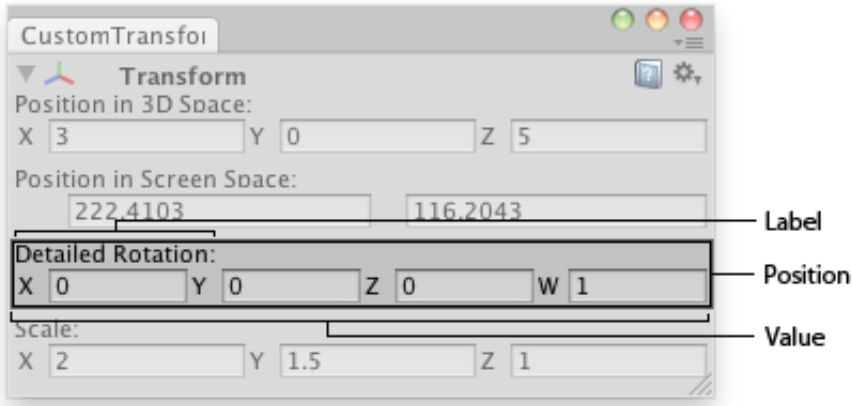 CustomTransfoı
Transform
Position in 3D Space:
X 3 Y 0 Z 5
Position in Screen Space:
222.4103 116.2043
Label
Detailed Rotation:
Position
X 0 Y 0 Z 0 W 1
Value
Scale:
X 2 Y 1.5 Z 1